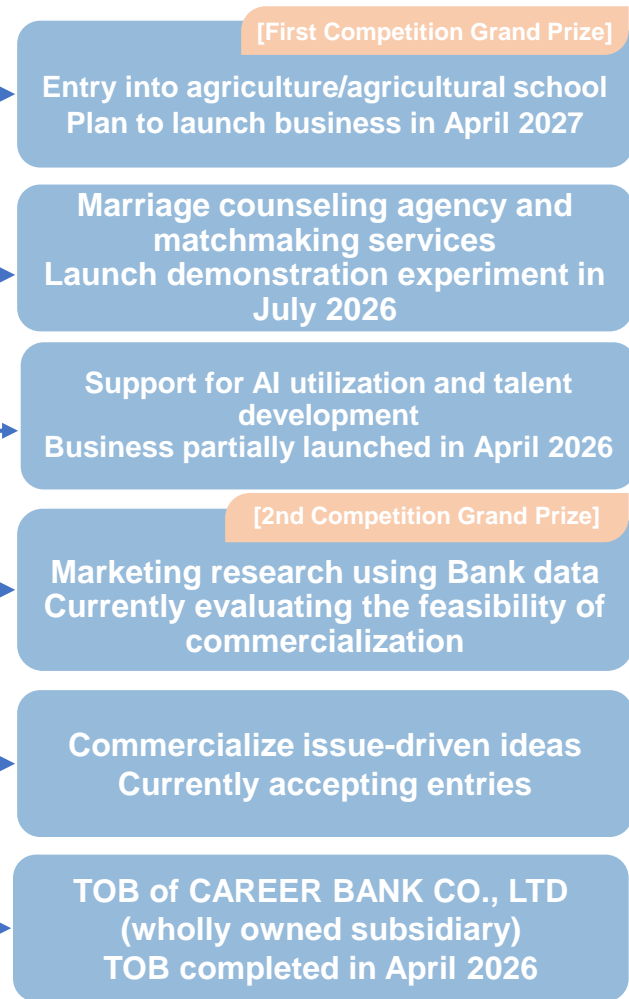 [First Competition Grand Prize]
Entry into agriculture/agricultural school
Plan to launch business in April 2027
Marriage counseling agency and
matchmaking services
Launch demonstration experiment in
July 2026
Support for AI utilization and talent
development
Business partially launched in April 2026
[2nd Competition Grand Prize]
Marketing research using Bank data
Currently evaluating the feasibility of
commercialization
Commercialize issue-driven ideas
Currently accepting entries
TOB of CAREER BANK CO., LTD
(wholly owned subsidiary)
TOB completed in April 2026